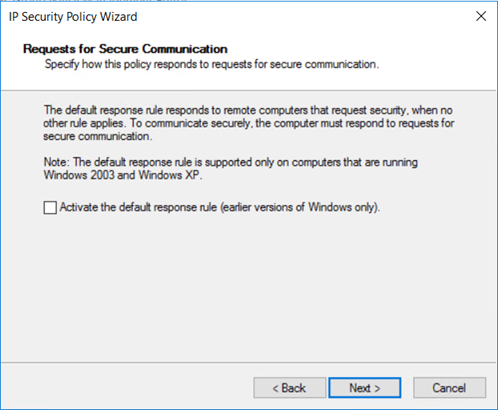 IP Security Policy Wizard
Requests for Secure Communication
Specify how this policy responds to requests for secure communication.
The default response rule responds to remote computers that request security, when no
other rule applies. To communicate securely, the computer must respond to requests for
secure communication.
Note: The default response rule is supported only on computers that are running
Windows 2003 and Windows XP.
Activate the default response rule (earlier versions of Windows only).
< Back
Next >
Cancel